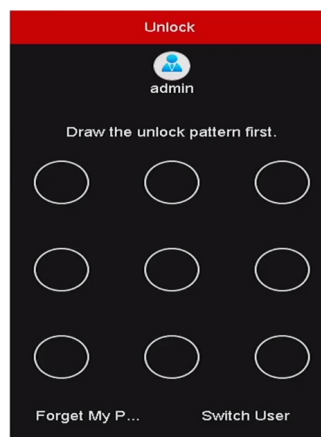 Unlock
admin
Draw the unlock pattern first.
Forget My P... Switch User